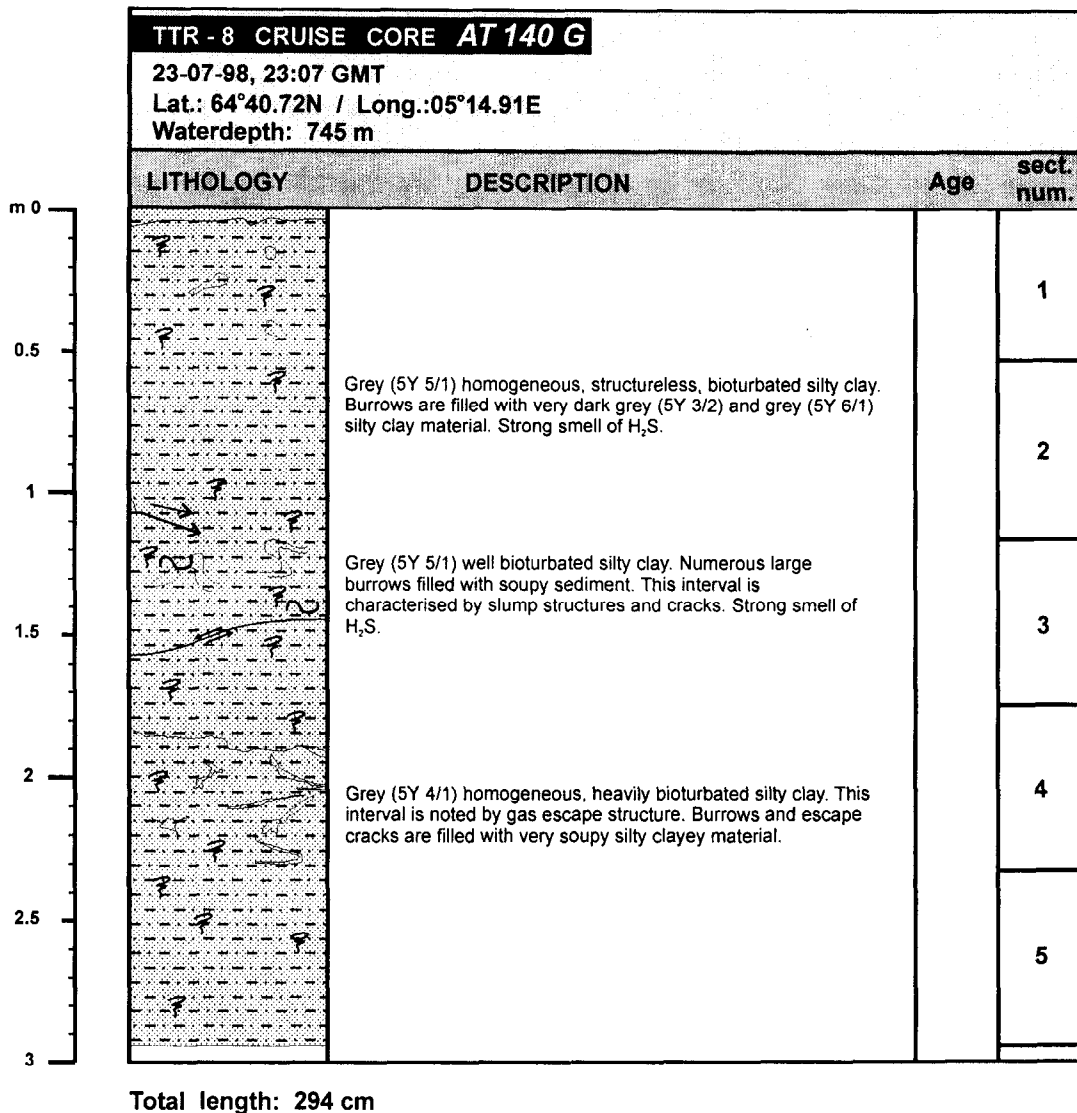 TTR - 8 CRUISE CORE AT 140 G
23-07-98, 23:07 GMT
Lat.: 64°40.72N / Long.:05°14.91E
Waterdepth: 745 m
LITHOLOGY DESCRIPTION Age sect. num.
m 0
1
0.5
Grey (5Y 5/1) homogeneous, structureless, bioturbated silty clay.
Burrows are filled with very dark grey (5Y 3/2) and grey (5Y 6/1)
silty clay material. Strong smell of H₂S.
2
1
Grey (5Y 5/1) well bioturbated silty clay. Numerous large
burrows filled with soupy sediment. This interval is
characterised by slump structures and cracks. Strong smell of
H₂S.
3
1.5
2
Grey (5Y 4/1) homogeneous, heavily bioturbated silty clay. This
interval is noted by gas escape structure. Burrows and escape
cracks are filled with very soupy silty clayey material.
4
2.5
5
3
Total length: 294 cm